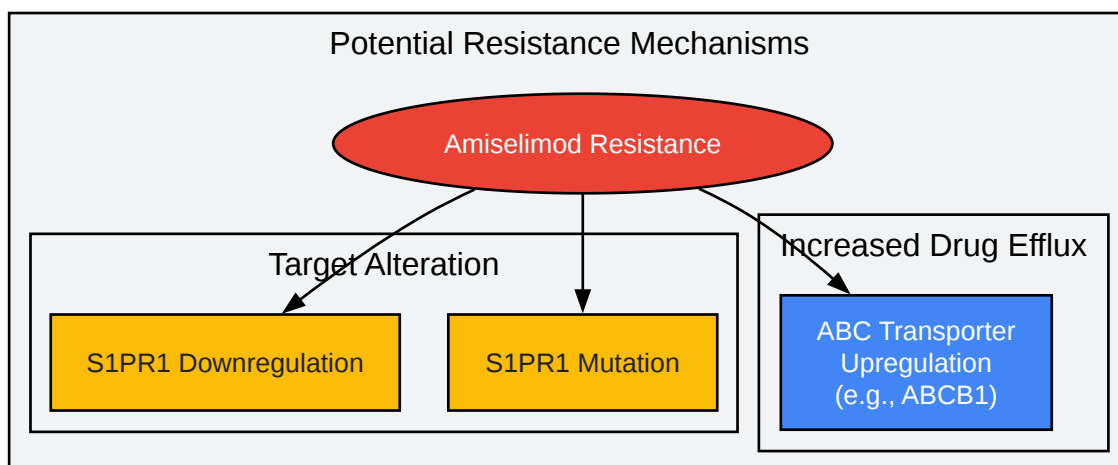 Potential Resistance Mechanisms
Amiselimod Resistance
Target Alteration
S1PR1 Downregulation
S1PR1 Mutation
Increased Drug Efflux
ABC Transporter
Upregulation
(e.g., ABCB1)